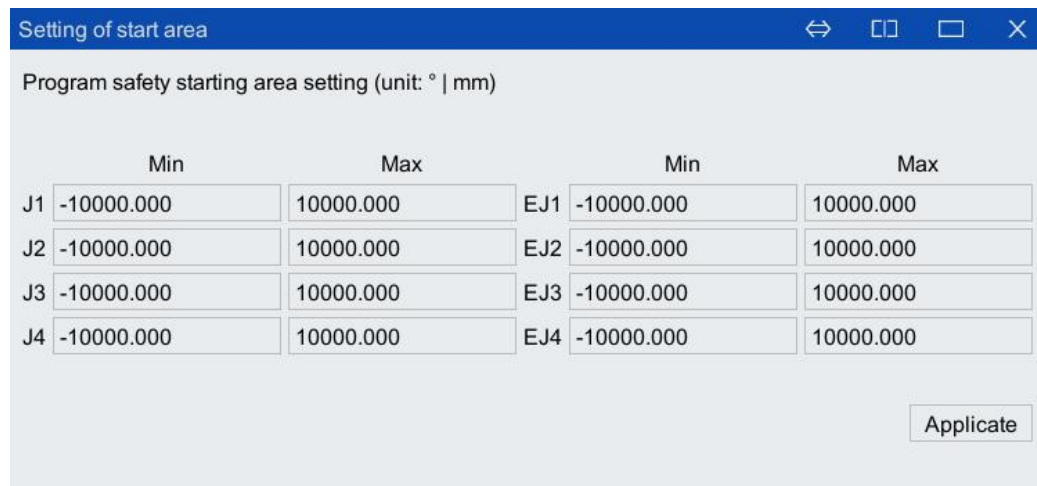 Setting of start area
Program safety starting area setting (unit: ° | mm)
Min Max Min Max
J1 -10000.000 10000.000 EJ1 -10000.000 10000.000
J2 -10000.000 10000.000 EJ2 -10000.000 10000.000
J3 -10000.000 10000.000 EJ3 -10000.000 10000.000
J4 -10000.000 10000.000 EJ4 -10000.000 10000.000
Applicate